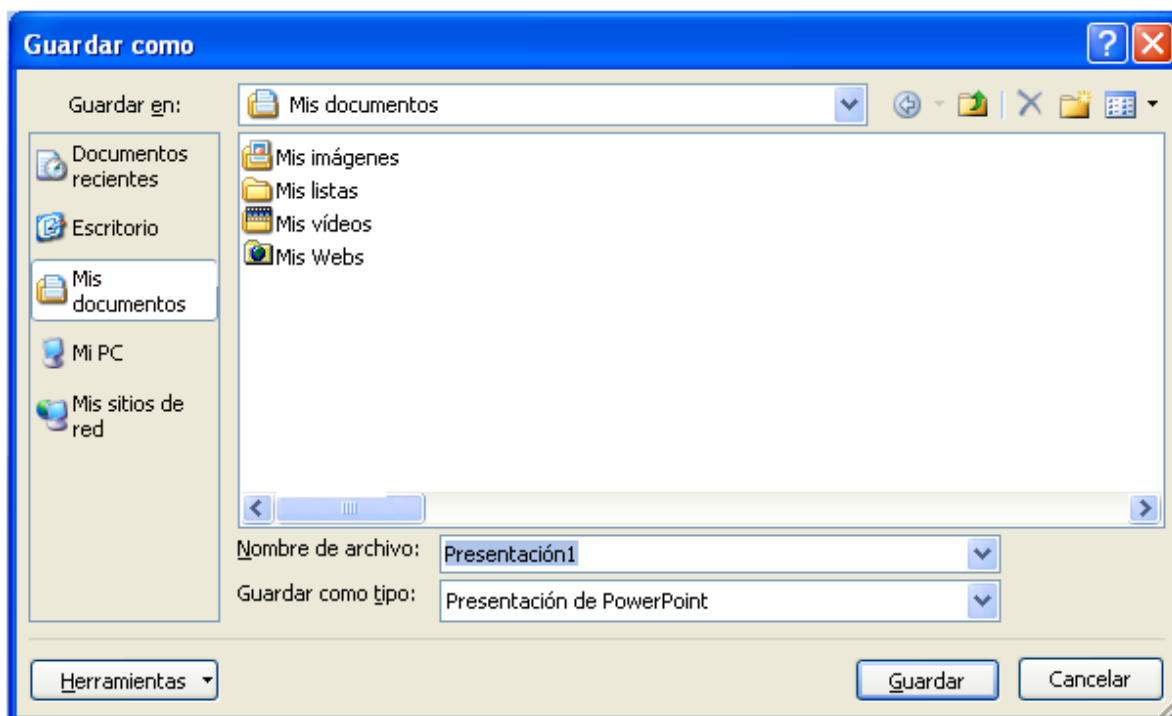 Guardar como
Guardar en:
Mis documentos
Documentos
recientes
Escritorio
Mis
documentos
Mi PC
Mis sitios de
red
Mis imágenes
Mis listas
Mis vídeos
Mis Webs
Nombre de archivo:
Presentación1
Guardar como tipo:
Presentación de PowerPoint
Herramientas
Guardar
Cancelar